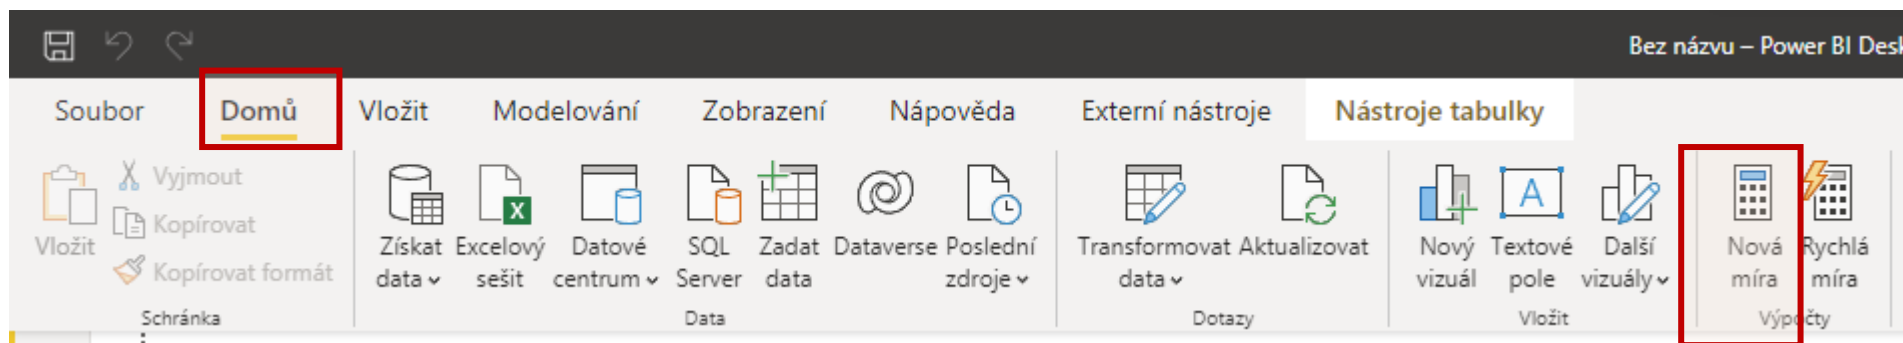 Bez názvu – Power BI Desk
Soubor Domů Vložit Modelování Zobrazení Nápověda Externí nástroje Nástroje tabulky
Vložit
Vyjmout
Kopírovat
Kopírovat formát
Schránka
Získat data
Excelový sešit
Datové centrum
SQL Server
Zadat data
Dataverse
Poslední zdroje
Data
Transformovat data
Aktualizovat
Dotazy
Nový vizuál
A
Textové pole
Další vizuály
Vložit
Nová míra
Rychlá míra
Výpočty